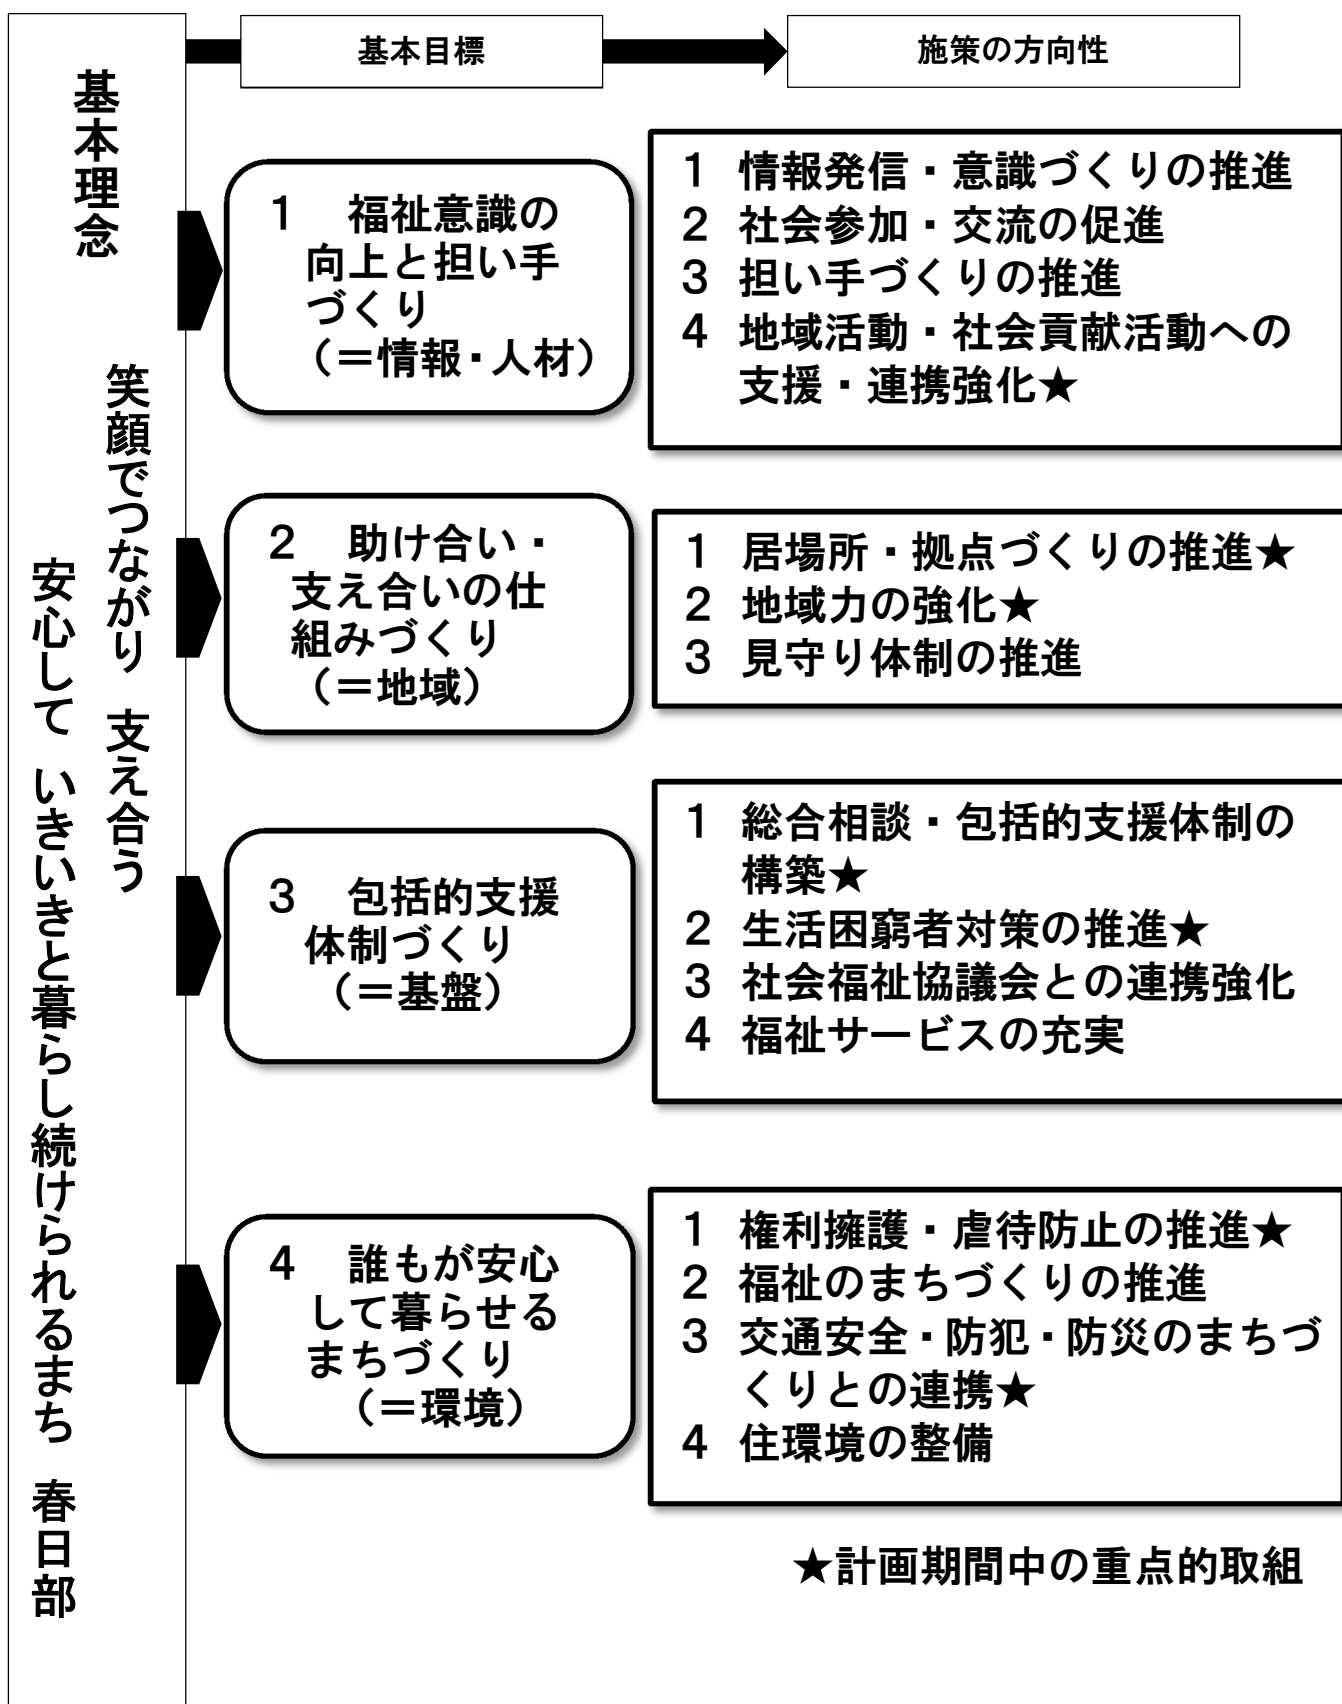 基本理念
笑顔でつながり　支え合う
安心して　いきいきと暮らし続けられるまち　春日部
基本目標
施策の方向性
1　福祉意識の
向上と担い手
づくり
（＝情報・人材）
1 情報発信・意識づくりの推進
2 社会参加・交流の促進
3 担い手づくりの推進
4 地域活動・社会貢献活動への
支援・連携強化★
2　助け合い・
支え合いの仕
組みづくり
（＝地域）
1 居場所・拠点づくりの推進★
2 地域力の強化★
3 見守り体制の推進
3　包括的支援
体制づくり
（＝基盤）
1 総合相談・包括的支援体制の
構築★
2 生活困窮者対策の推進★
3 社会福祉協議会との連携強化
4 福祉サービスの充実
4　誰もが安心
して暮らせる
まちづくり
（＝環境）
1 権利擁護・虐待防止の推進★
2 福祉のまちづくりの推進
3 交通安全・防犯・防災のまちづ
くりとの連携★
4 住環境の整備
★計画期間中の重点的取組